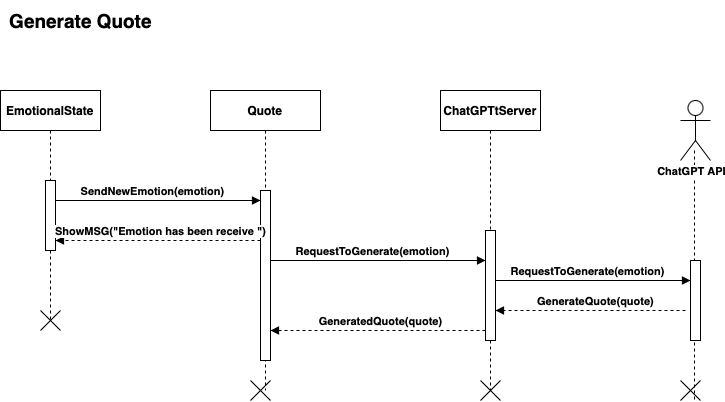 Generate Quote
EmotionalState
Quote
ChatGPTtServer
ChatGPT API
SendNewEmotion(emotion)
ShowMSG("Emotion has been receive ")
RequestToGenerate(emotion)
RequestToGenerate(emotion)
GenerateQuote(quote)
GeneratedQuote(quote)